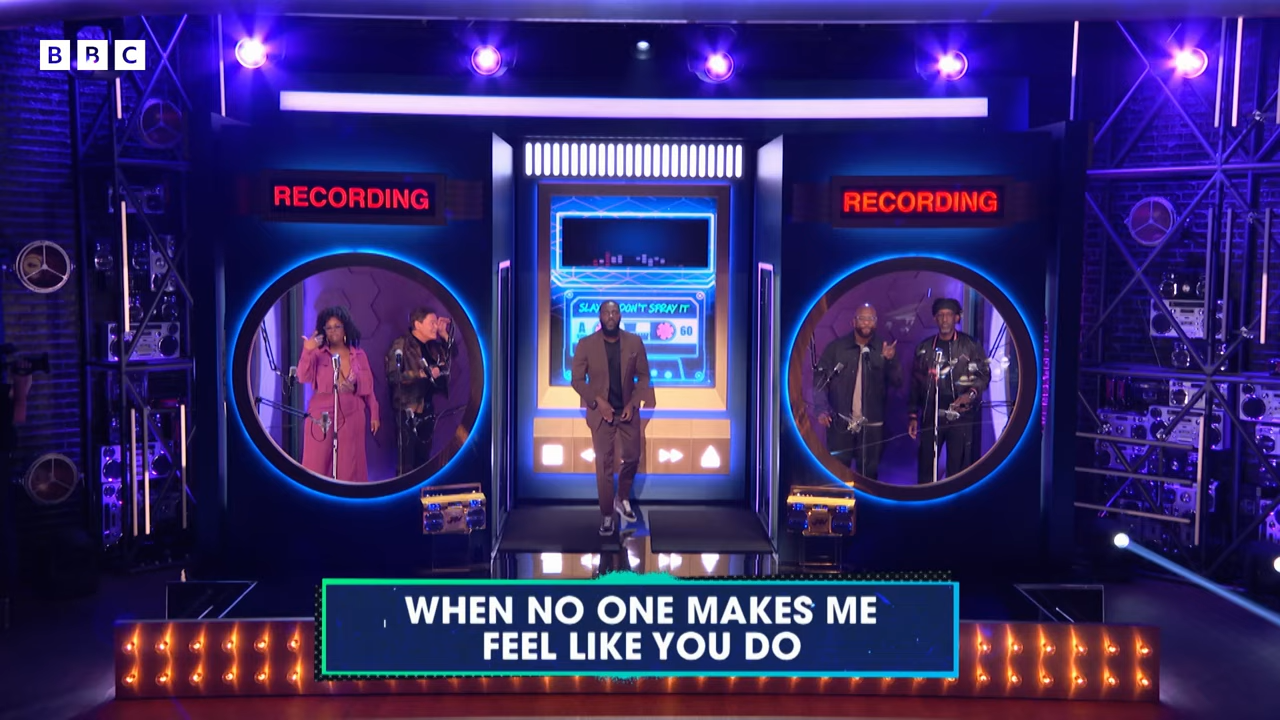 BBC
RECORDING
RECORDING
SLAY DON'T SPRAY IT
A
60
WHEN NO ONE MAKES ME
FEEL LIKE YOU DO